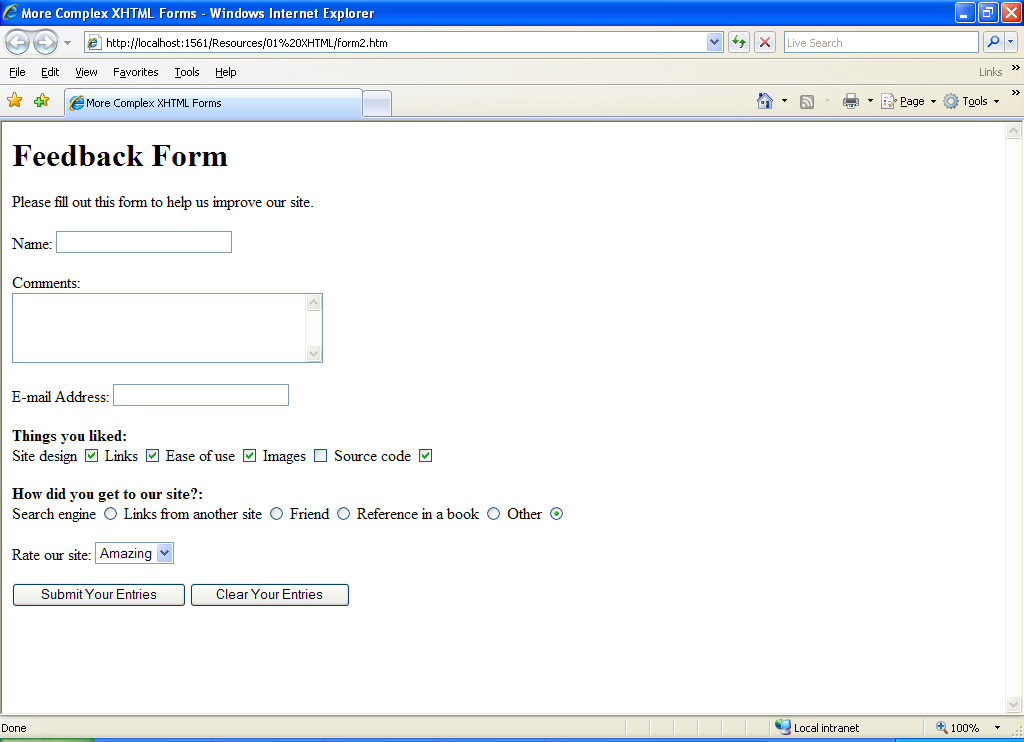 More Complex XHTML Forms - Windows Internet Explorer
http://localhost:1561/Resources/01%20XHTML/form2.htm
Live Search
File Edit View Favorites Tools Help
Links »
More Complex XHTML Forms
Page Tools »
Feedback Form
Please fill out this form to help us improve our site.
Name:
Comments:
E-mail Address:
Things you liked:
Site design Links Ease of use Images Source code
How did you get to our site?:
Search engine Links from another site Friend Reference in a book Other
Rate our site: Amazing
Submit Your Entries Clear Your Entries
Done Local intranet 100%